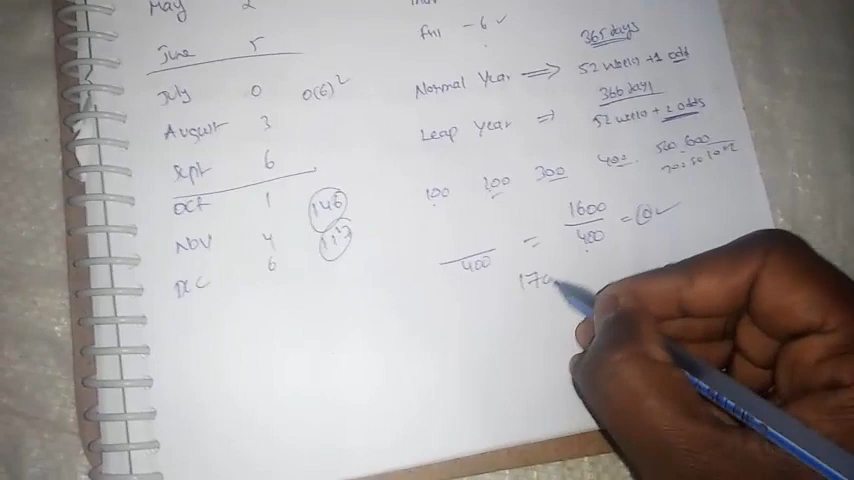 May 2
June 5
July 0 0(6)²
August 3
Sept 6
Oct 1 146
Nov 4
Dec 6
Fri - 6 ✓
365 days
Normal Year ⟹ 52 weeks + 1 odd
366 days
Leap Year ⇒ 52 weeks + 2 odds
100 200 300 400 500 600
1600
400 = 400 = 0 ✓